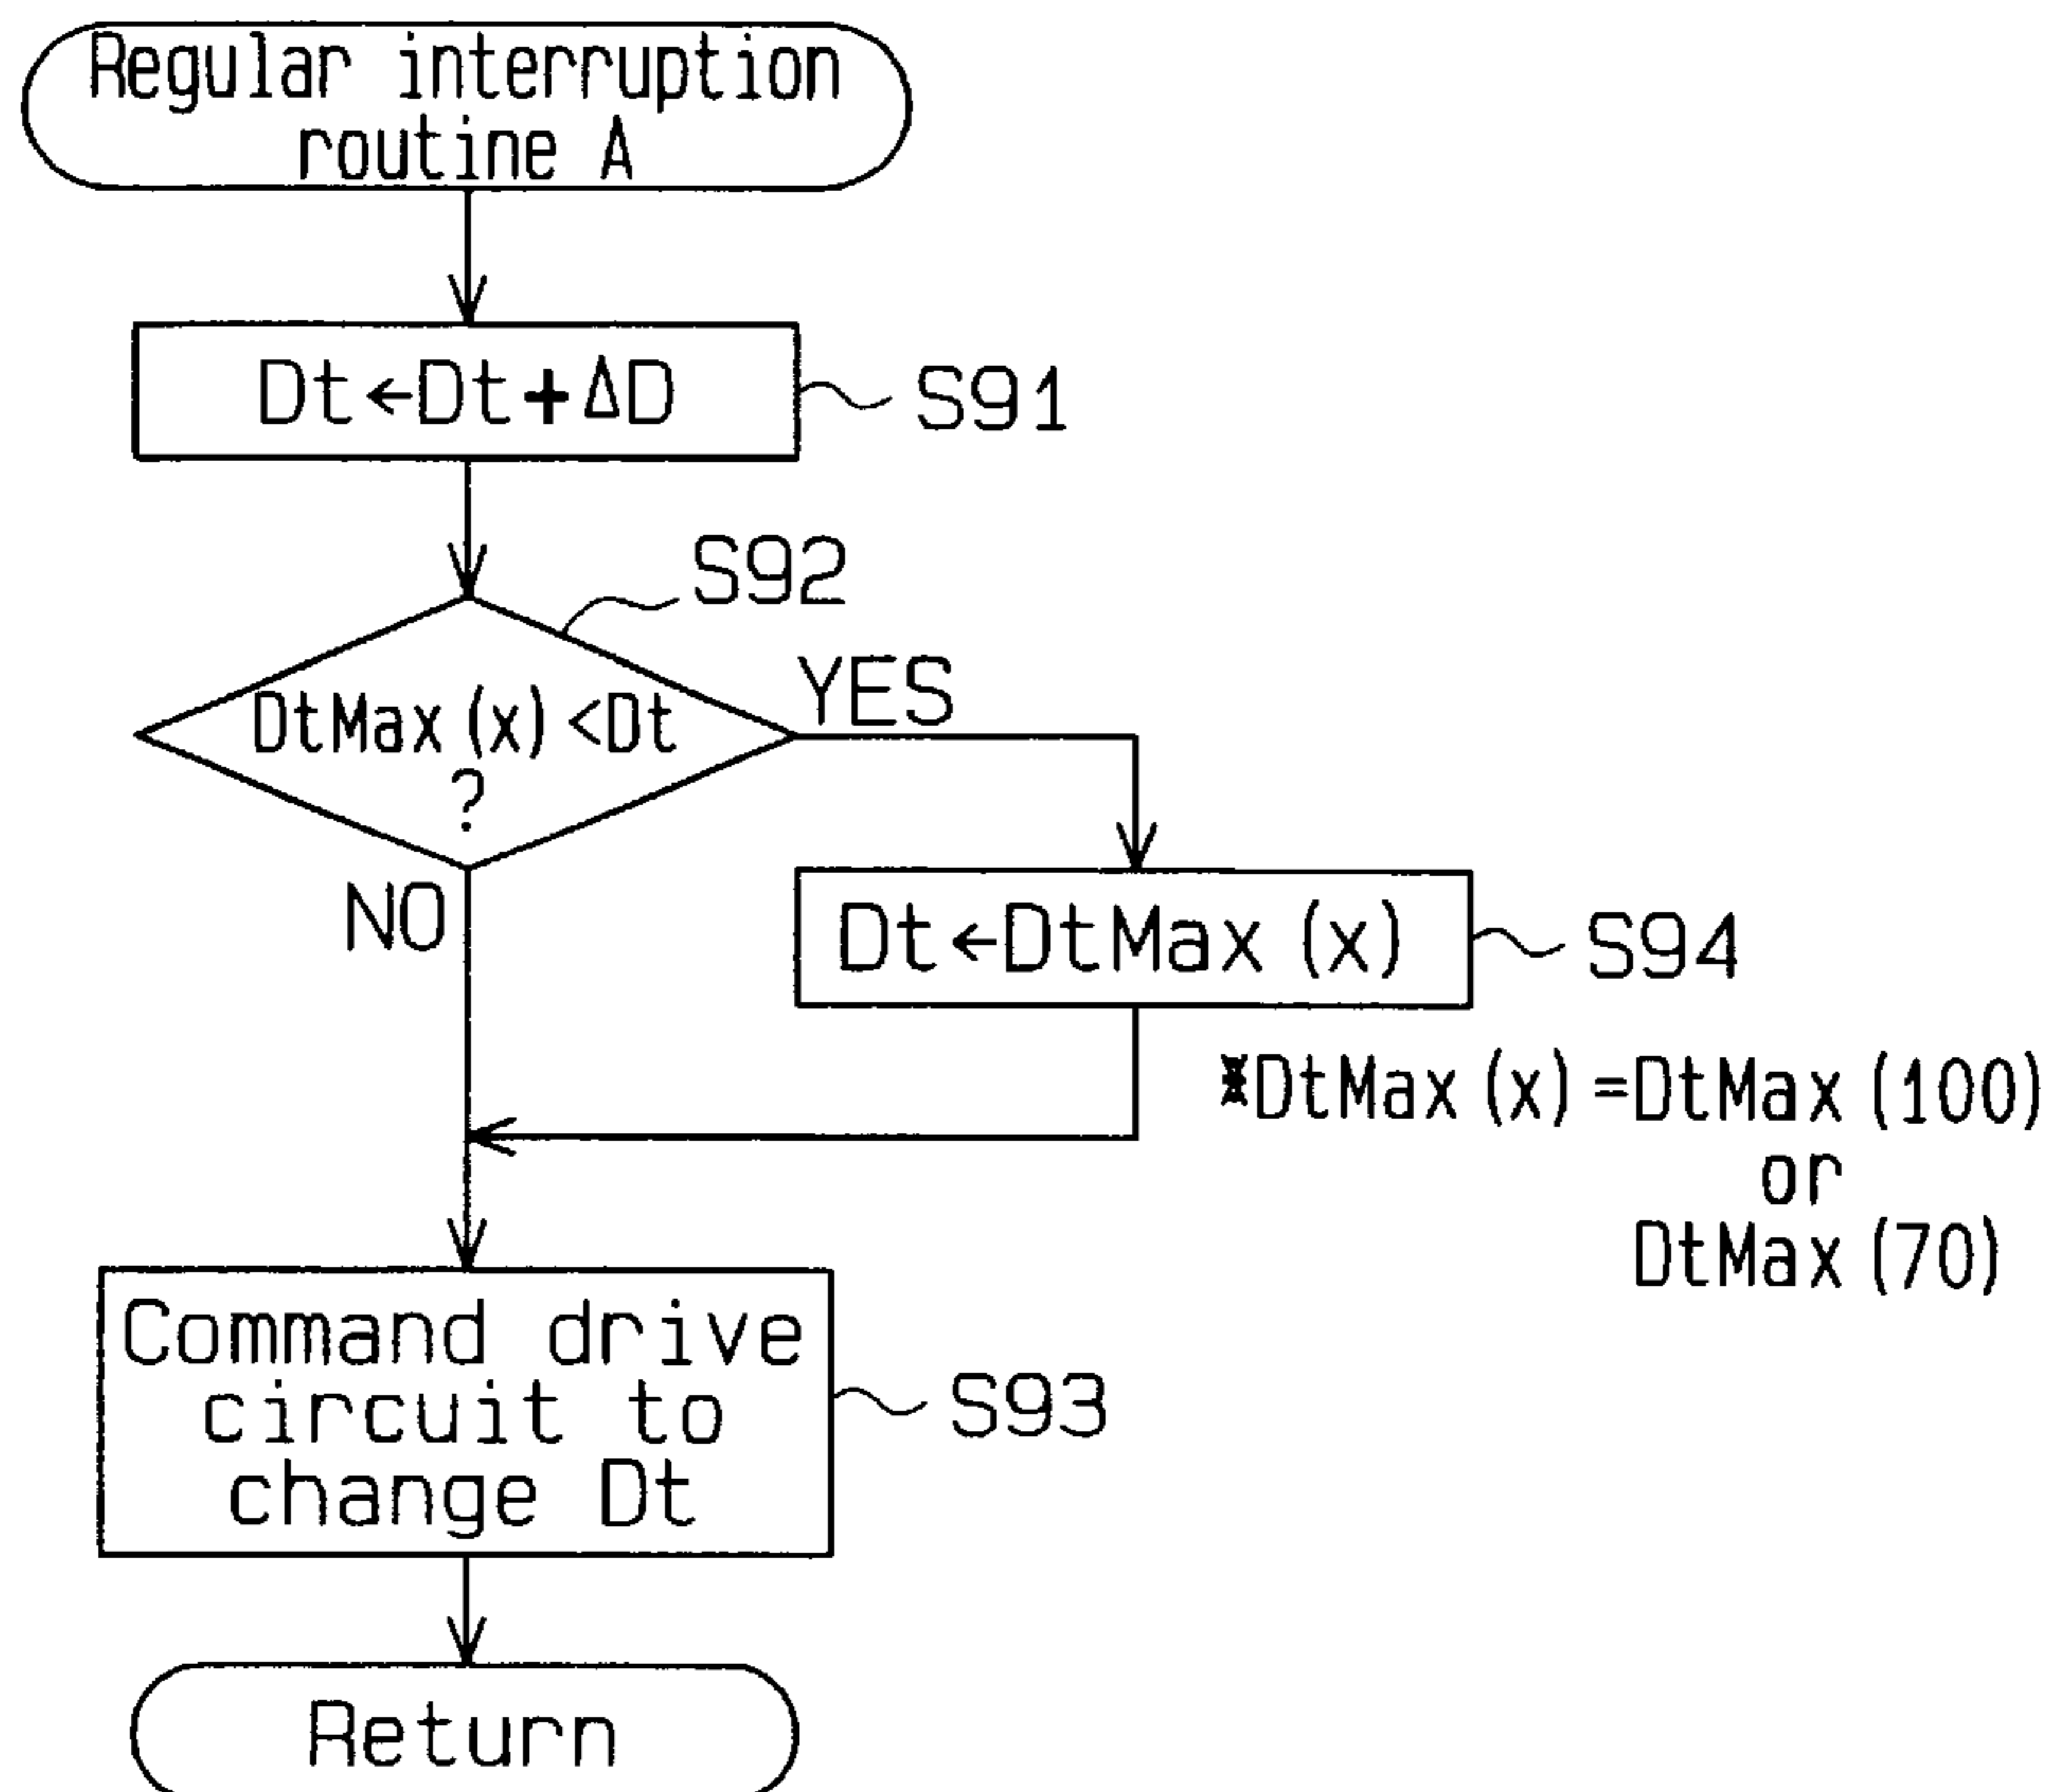 Regular interruption
routine A
Dt←Dt+ΔD
S91
S92
DtMax(x)<Dt
?
YES
NO
Dt←DtMax(x)
S94
*DtMax(x)=DtMax(100)
or
DtMax(70)
Command drive
circuit to
change Dt
S93
Return